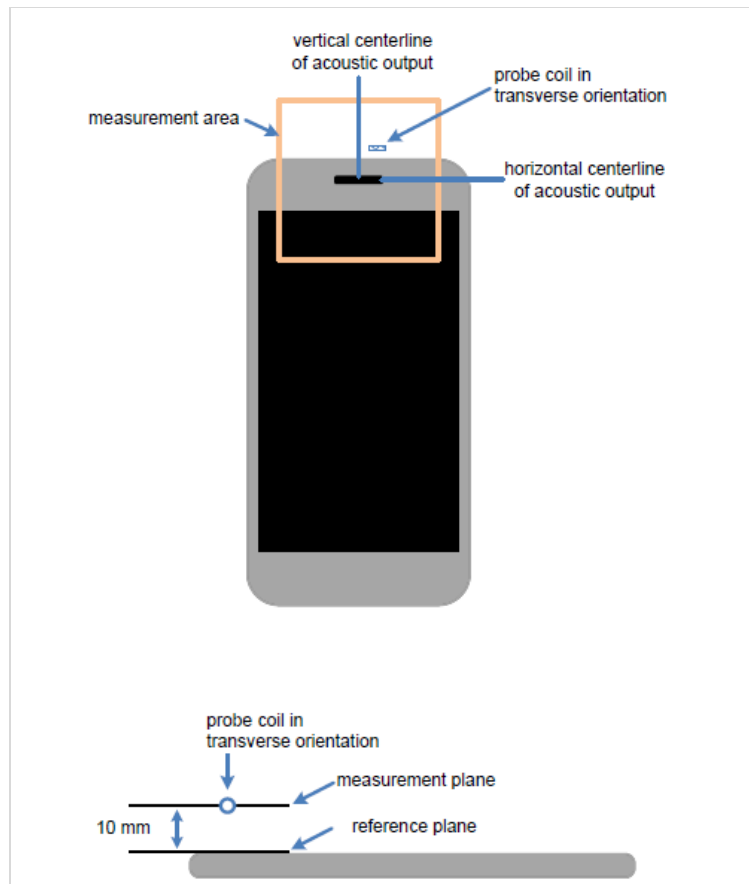 vertical centerline
of acoustic output
probe coil in
transverse orientation
measurement area
horizontal centerline
of acoustic output
probe coil in
transverse orientation
measurement plane
10 mm
reference plane